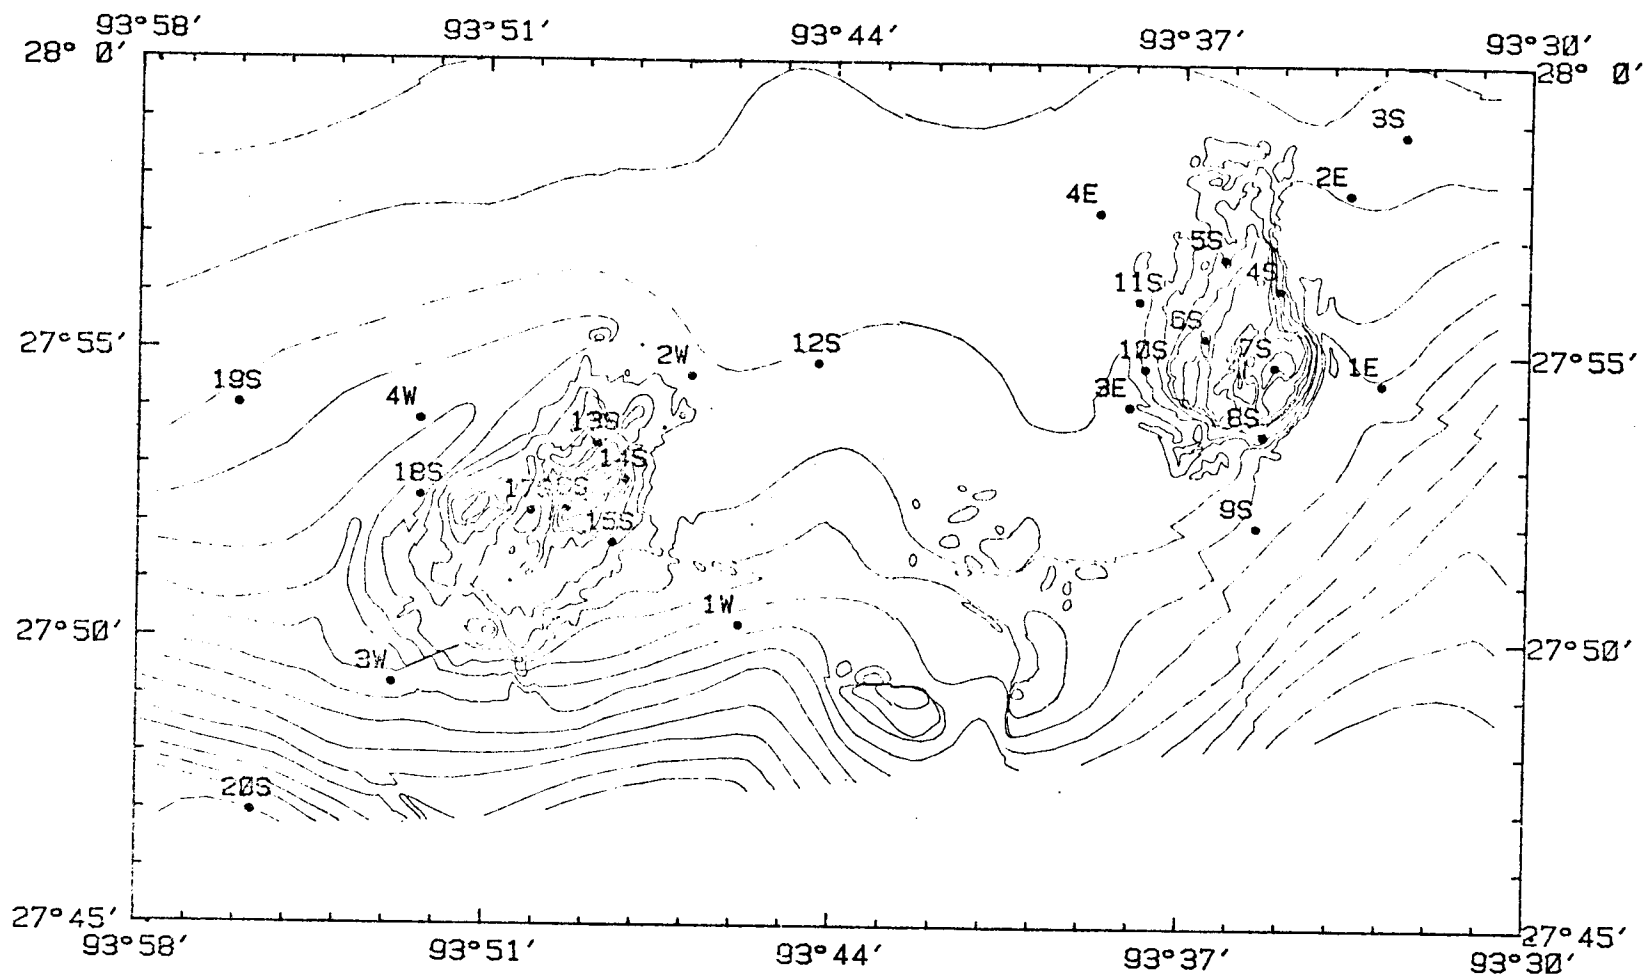 93°58′ 93°51′ 93°44′ 93°37′ 93°30′
28° 0′ 28° 0′
3S
2E
4E
5S
4S
11S
6S
27°55′ 12S 10S 7S 27°55′
2W 1E
19S 4W 3E
13S 8S
14S
18S
9S
15S
1W
27°50′ 27°50′
3W
20S
27°45′ 27°45′
93°58′ 93°51′ 93°44′ 93°37′ 93°30′